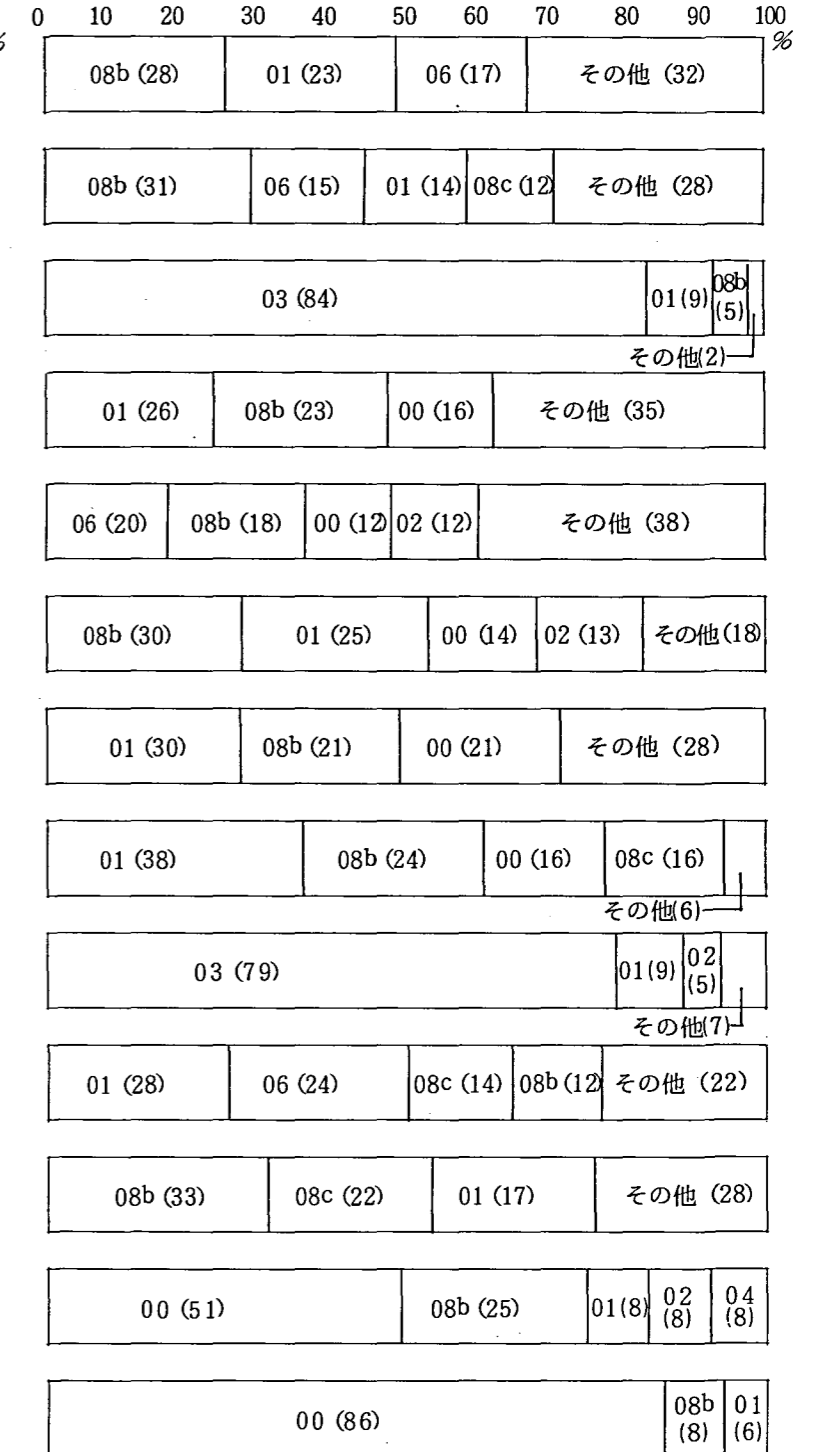 0 10 20 30 40 50 60 70 80 90 100
% %
08b (28) 01 (23) 06 (17) その他 (32)
08b (31) 06 (15) 01 (14) 08c (12) その他 (28)
03 (84) 01 (9) 08b (5)
その他(2)
01 (26) 08b (23) 00 (16) その他 (35)
06 (20) 08b (18) 00 (12) 02 (12) その他 (38)
08b (30) 01 (25) 00 (14) 02 (13) その他 (18)
01 (30) 08b (21) 00 (21) その他 (28)
01 (38) 08b (24) 00 (16) 08c (16)
その他(6)
03 (79) 01 (9) 02 (5)
その他(7)
01 (28) 06 (24) 08c (14) 08b (12) その他 (22)
08b (33) 08c (22) 01 (17) その他 (28)
00 (51) 08b (25) 01 (8) 02 (8) 04 (8)
00 (86) 08b (8) 01 (6)